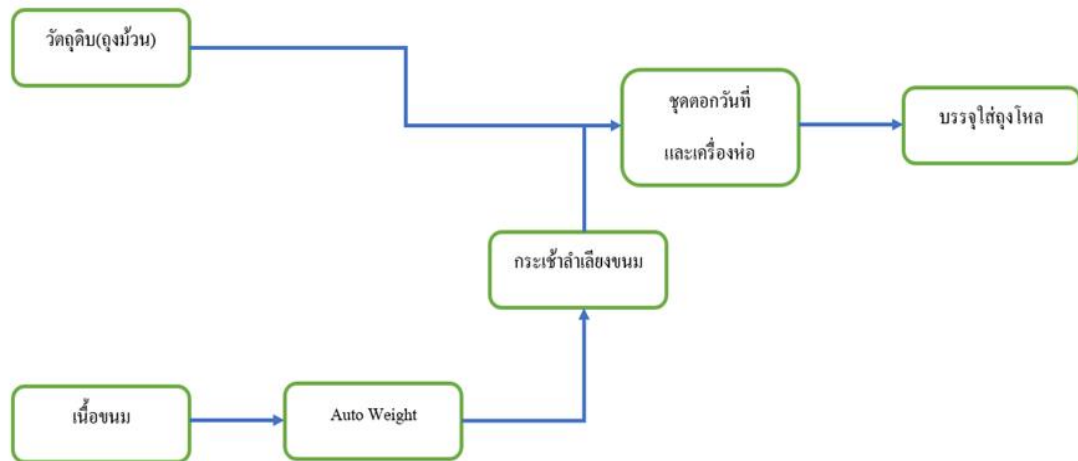 วัตถุดิบ(ถุงม้วน)
ชุดตอกวันที่
และเครื่องห่อ
บรรจุใส่ถุงโหล
กระเช้าลำเลียงขนม
เนื้อขนม
Auto Weight